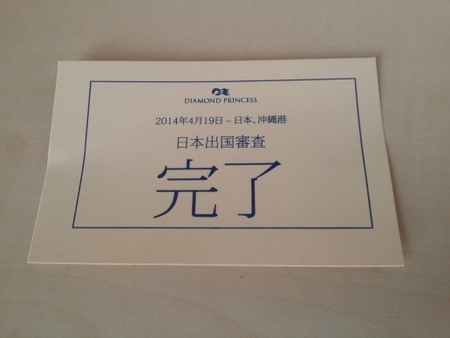 DIAMOND PRINCESS
2014年4月19日 – 日本、沖縄港
日本出国審査
完了